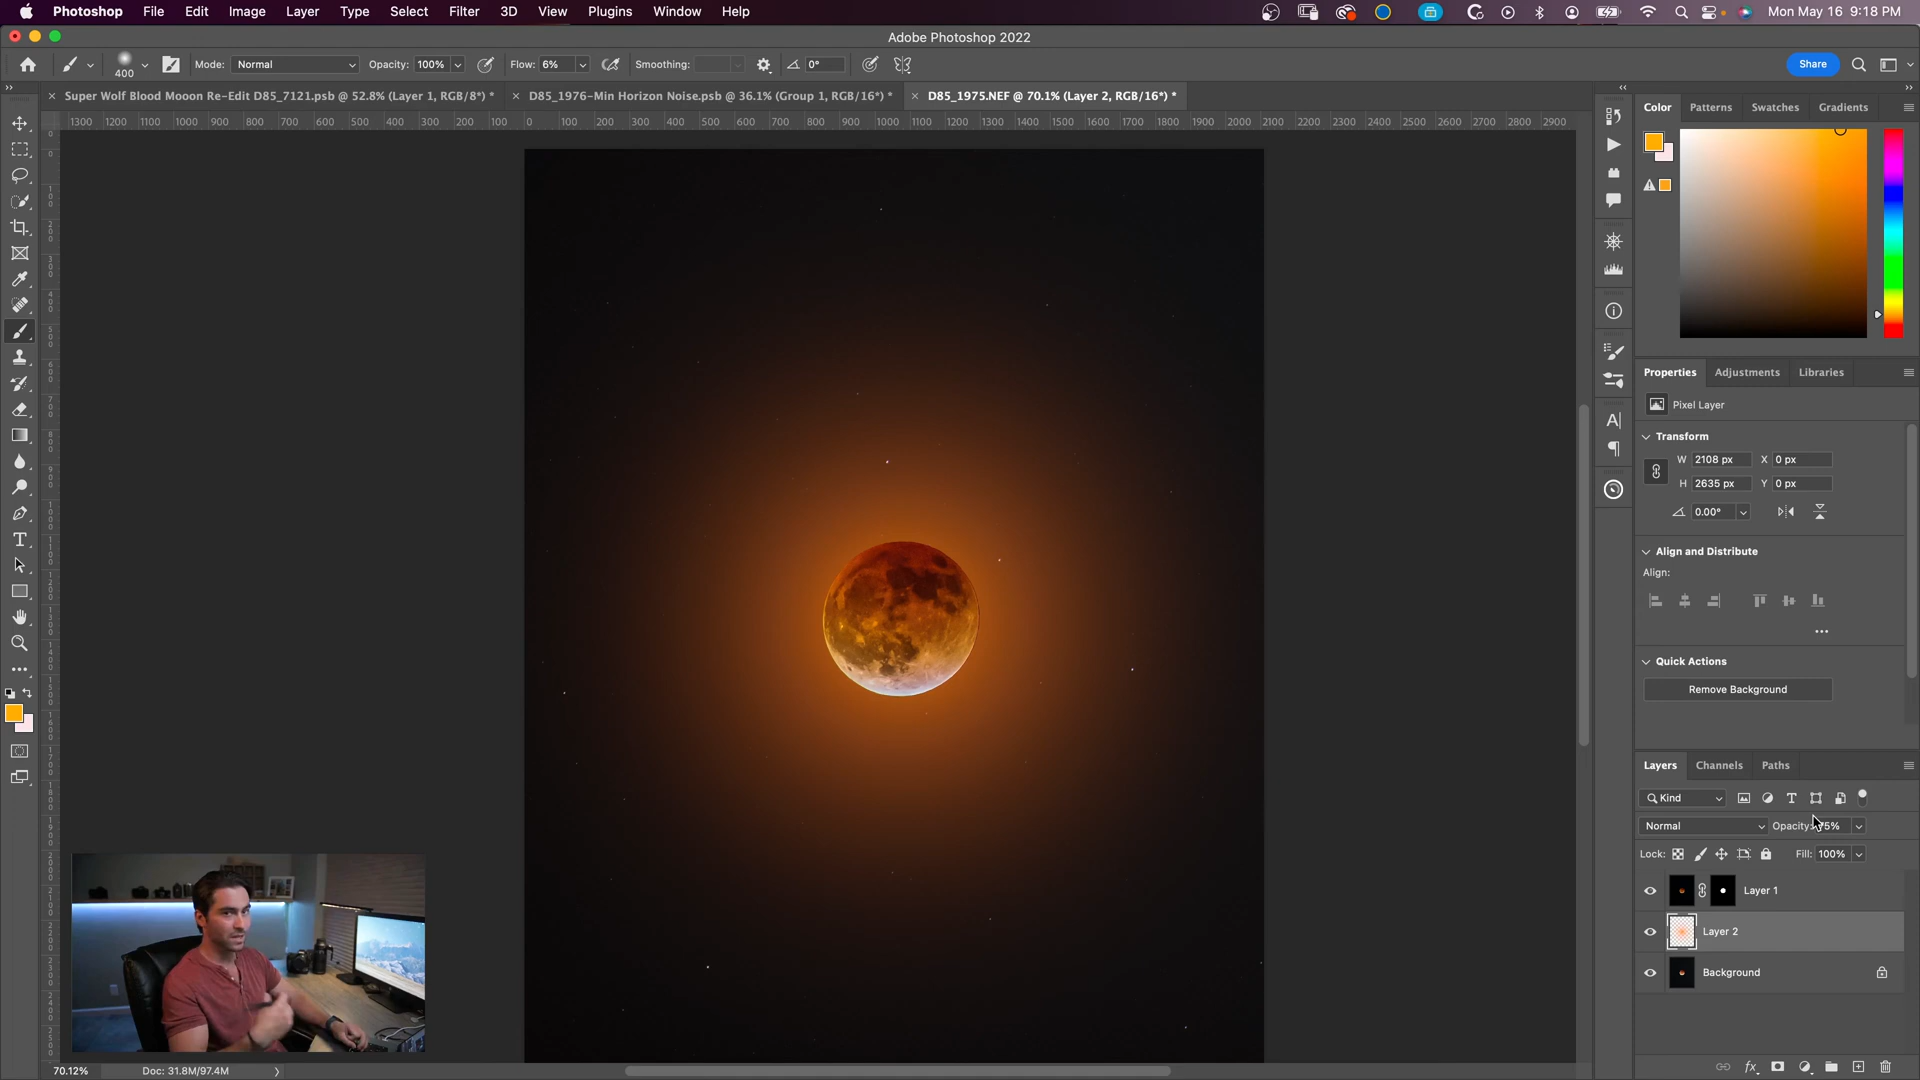 Photoshop File Edit Image Layer Type Select Filter 3D View Plugins Window Help Mon May 16 9:18 PM
Adobe Photoshop 2022
400 Mode: Normal Opacity: 100% Flow: 6% Smoothing: 0° Share
Super Wolf Blood Mooon Re-Edit D85_7121.psb @ 52.8% (Layer 1, RGB/8*) * D85_1976-Min Horizon Noise.psb @ 36.1% (Group 1, RGB/16*) * D85_1975.NEF @ 70.1% (Layer 2, RGB/16*) *
1300 1200 1100 1000 900 800 700 600 500 400 300 200 100 0 100 200 300 400 500 600 700 800 900 1000 1100 1200 1300 1400 1500 1600 1700 1800 1900 2000 2100 2200 2300 2400 2500 2600 2700 2800 2900
Color Patterns Swatches Gradients
Properties Adjustments Libraries
Pixel Layer
Transform
W 2108 px X 0 px
H 2635 px Y 0 px
0.00°
Align and Distribute
Align:
Quick Actions
Remove Background
Layers Channels Paths
Kind
Normal Opacity: 75%
Lock: Fill: 100%
Layer 1
Layer 2
Background
70.12% Doc: 31.8M/97.4M